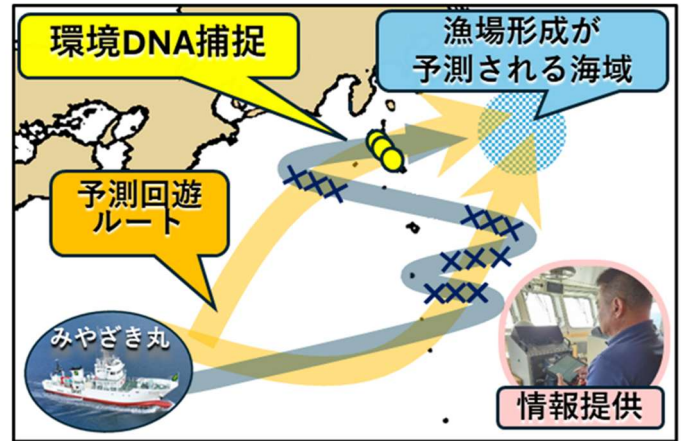 環境DNA捕捉
漁場形成が
予測される海域
予測回遊
ルート
みやざき丸
情報提供